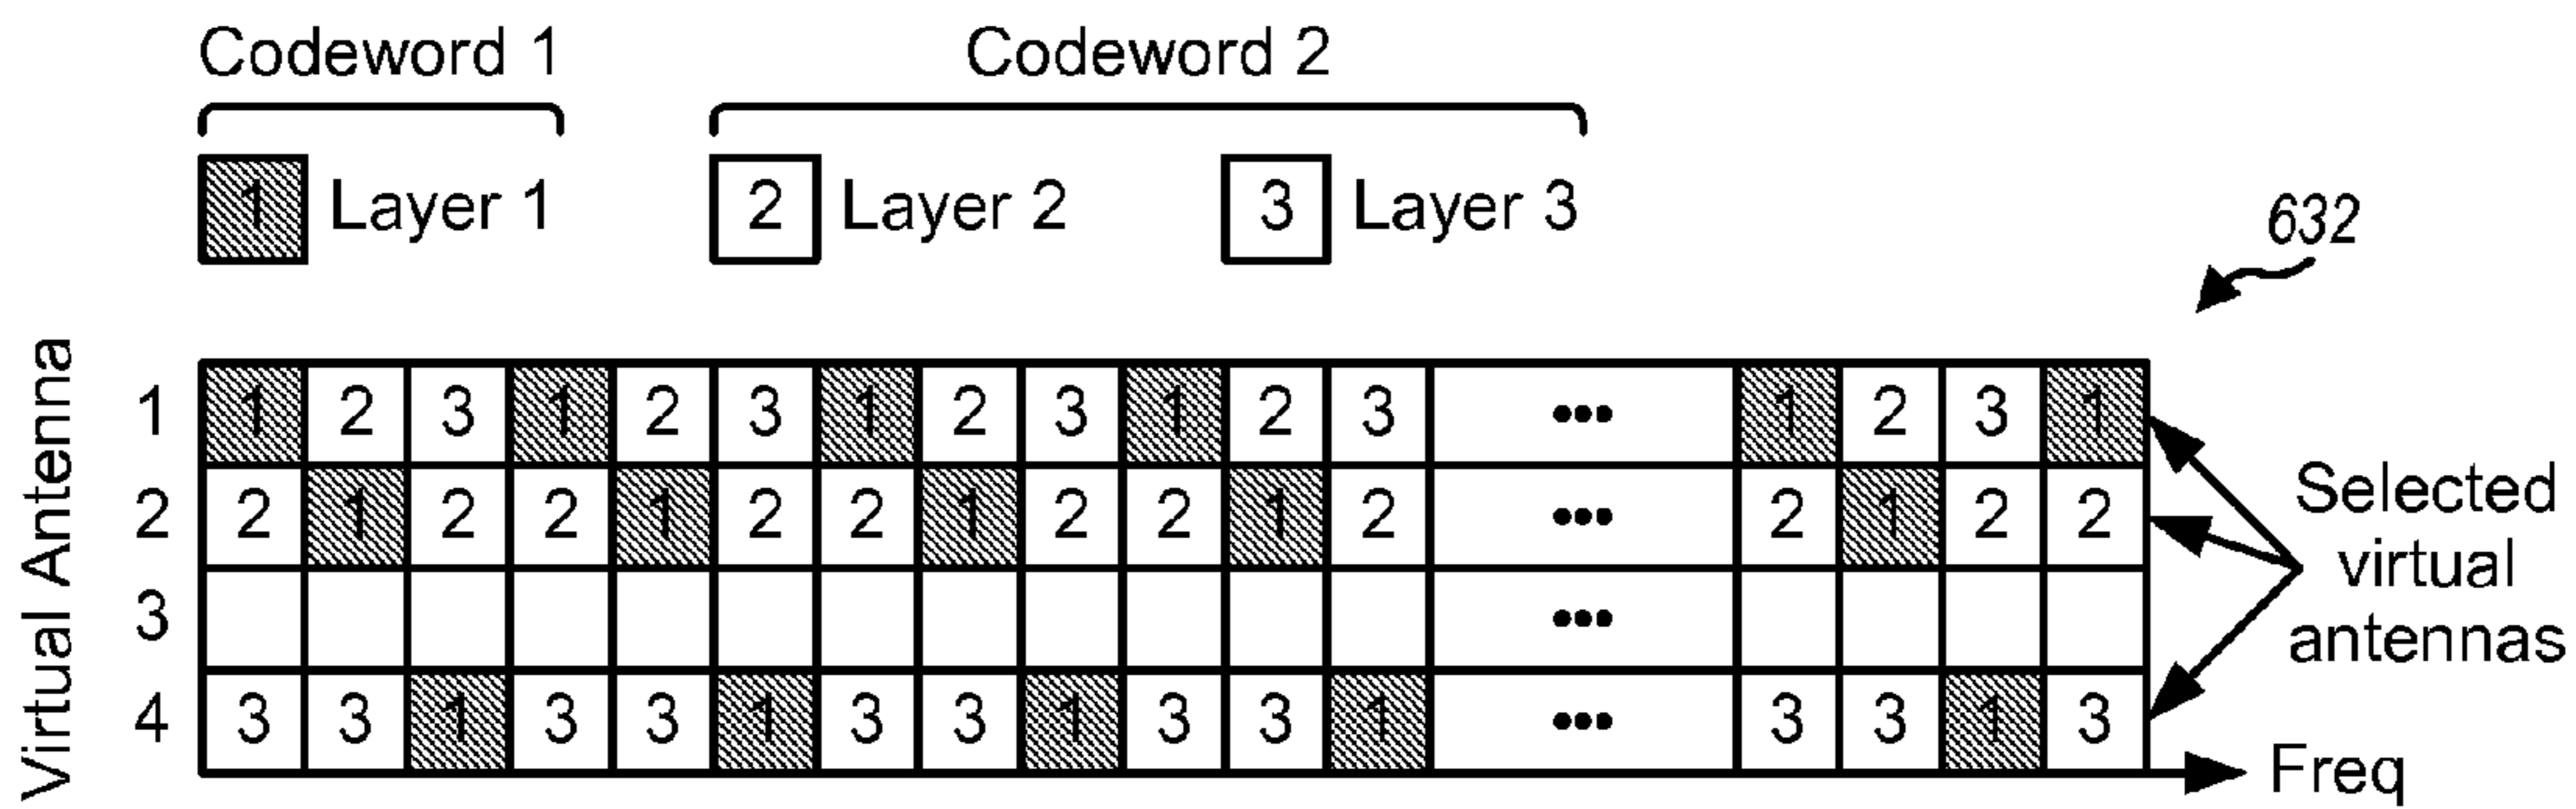 Codeword 1 Codeword 2
1 Layer 1 2 Layer 2 3 Layer 3
632
Virtual Antenna
1 1 2 3 1 2 3 1 2 3 1 2 3 ••• 1 2 3 1
2 2 1 2 2 1 2 2 1 2 2 1 2 ••• 2 1 2 2
3 •••
4 3 3 1 3 3 1 3 3 1 3 3 1 ••• 3 3 1 3
Selected
virtual
antennas
Freq